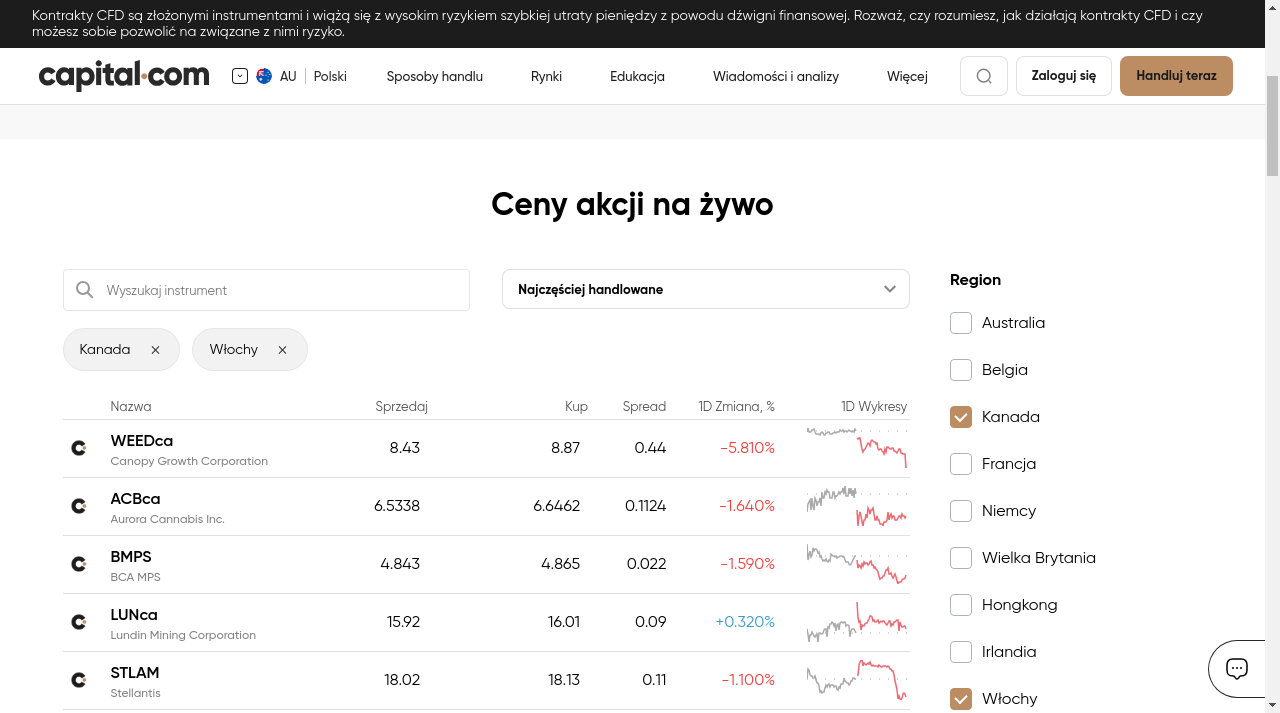 Kontrakty CFD są złożonymi instrumentami i wiążą się z wysokim ryzykiem szybkiej utraty pieniędzy z powodu dźwigni finansowej. Rozważ, czy rozumiesz, jak działają kontrakty CFD i czy
możesz sobie pozwolić na związane z nimi ryzyko.
capital.com AU Polski Sposoby handlu Rynki Edukacja Wiadomości i analizy Więcej Zaloguj się Handluj teraz
Ceny akcji na żywo
Wyszukaj instrument
Najczęściej handlowane
Kanada
Włochy
Nazwa Sprzedaj Kup Spread 1D Zmiana, % 1D Wykresy
WEEDca 8.43 8.87 0.44 -5.810%
Canopy Growth Corporation
ACBca 6.5338 6.6462 0.1124 -1.640%
Aurora Cannabis Inc.
BMPS 4.843 4.865 0.022 -1.590%
BCA MPS
LUNca 15.92 16.01 0.09 +0.320%
Lundin Mining Corporation
STLAM 18.02 18.13 0.11 -1.100%
Stellantis
Region
Australia
Belgia
Kanada
Francja
Niemcy
Wielka Brytania
Hongkong
Irlandia
Włochy